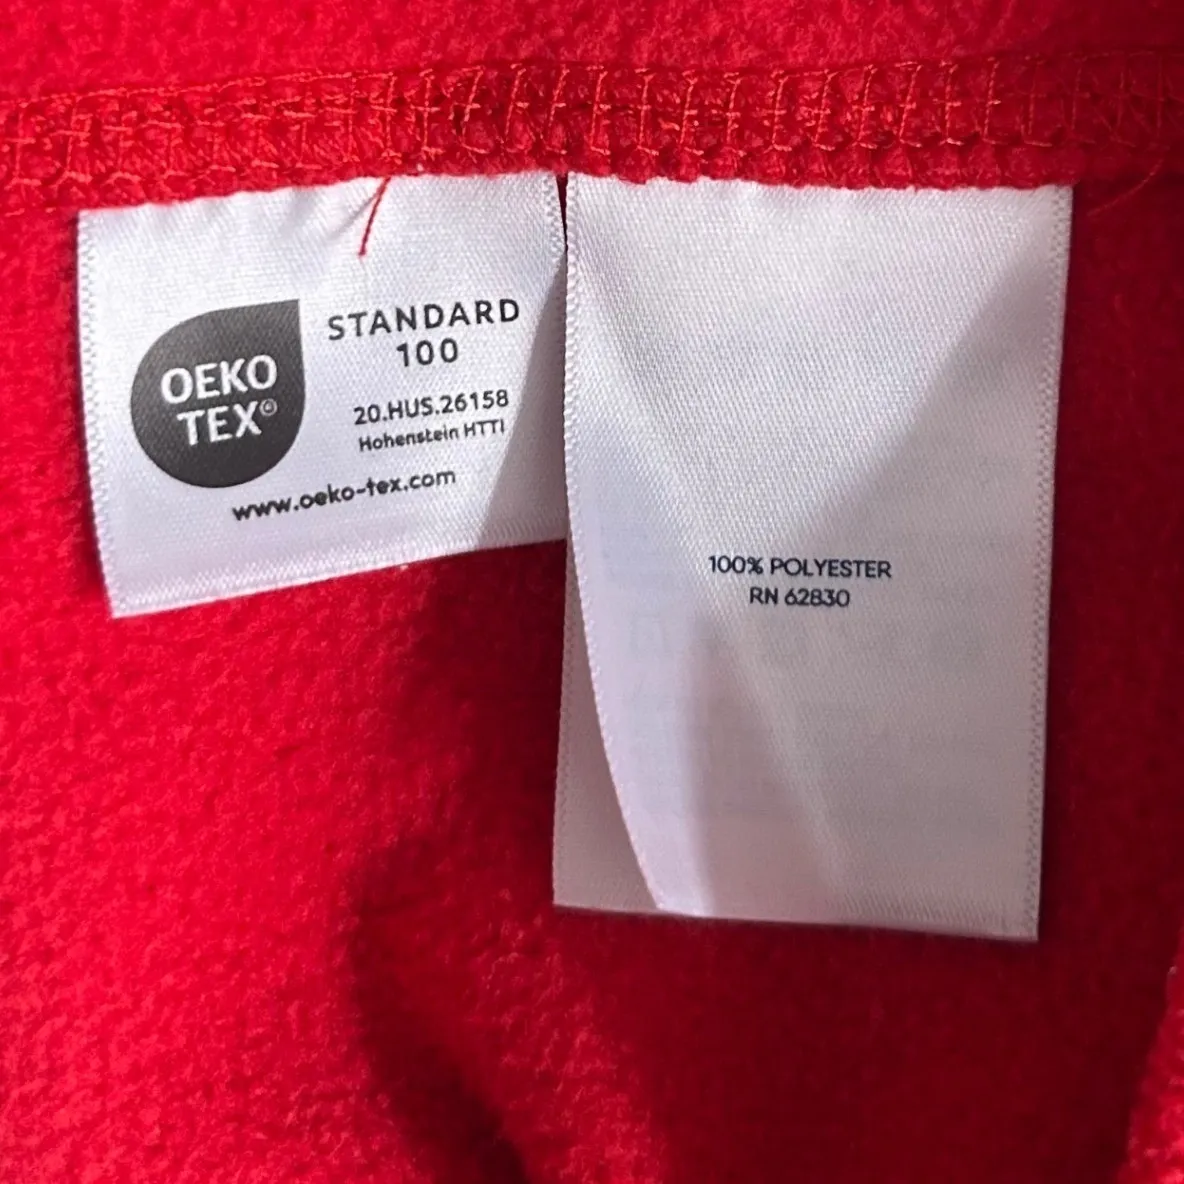 OEKO
TEX®
STANDARD
100
20.HUS.26158
Hohenstein HTTI
www.oeko-tex.com
100% POLYESTER
RN 62830